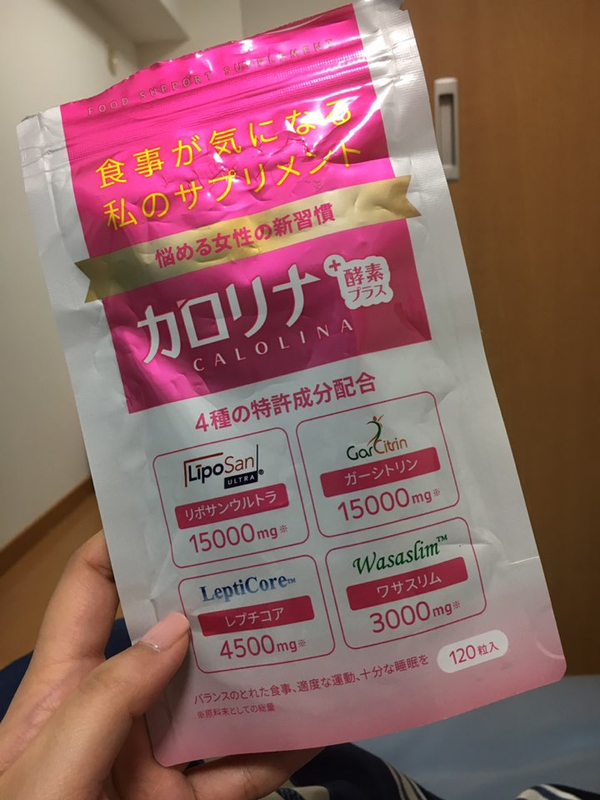 FOOD SUPPORT SUPPLEMENT
食事が気になる
私のサプリメント
悩める女性の新習慣
カロリナ+酵素プラス
CALOLINA
4種の特許成分配合
LipoSan ULTRA®
リポサンウルトラ
15000mg※
GarCitrin
ガーシトリン
15000mg※
LeptiCore™
レプチコア
4500mg※
Wasaslim™
ワサスリム
3000mg※
120粒入
バランスのとれた食事、適度な運動、十分な睡眠を
※原料末としての総量